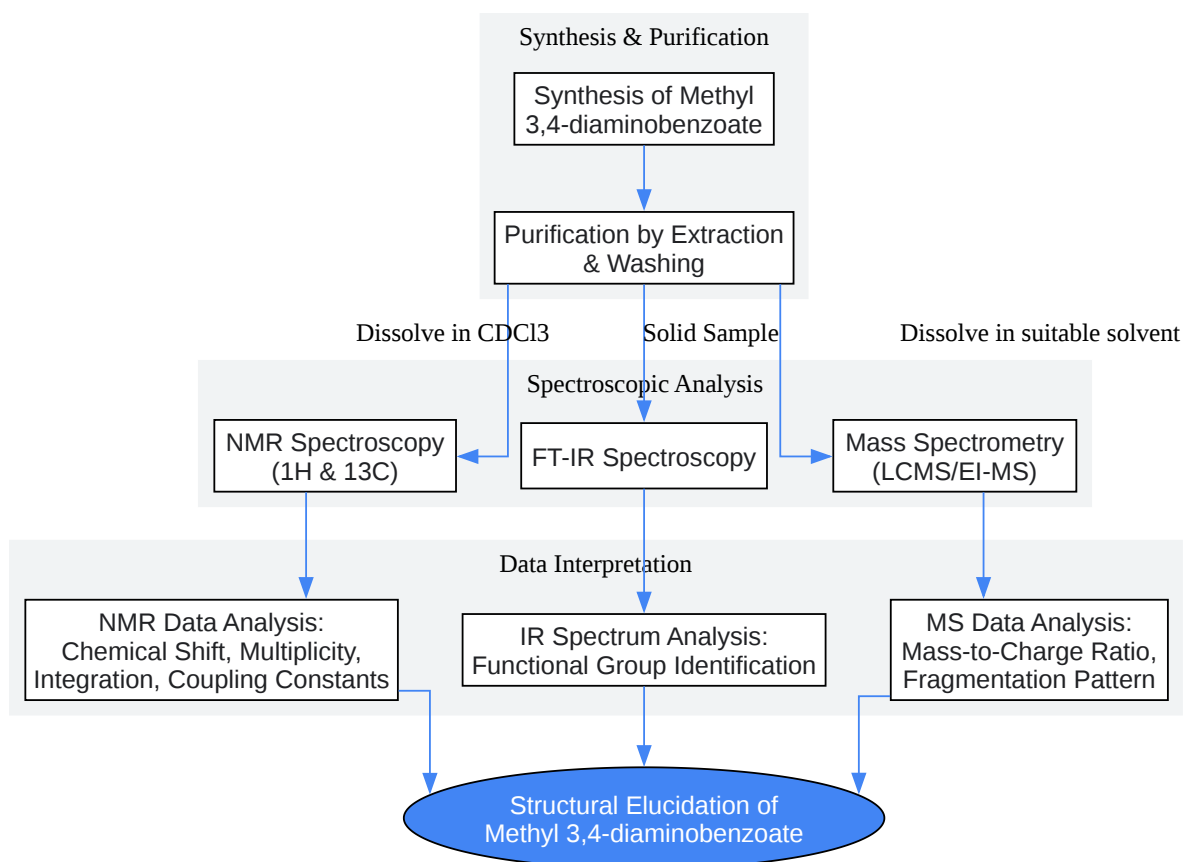 Synthesis & Purification
Synthesis of Methyl
3,4-diaminobenzoate
Purification by Extraction
& Washing
Dissolve in CDCl3
Solid Sample
Dissolve in suitable solvent
Spectroscopic Analysis
NMR Spectroscopy
(1H & 13C)
FT-IR Spectroscopy
Mass Spectrometry
(LCMS/EI-MS)
Data Interpretation
NMR Data Analysis:
Chemical Shift, Multiplicity,
Integration, Coupling Constants
IR Spectrum Analysis:
Functional Group Identification
MS Data Analysis:
Mass-to-Charge Ratio,
Fragmentation Pattern
Structural Elucidation of
Methyl 3,4-diaminobenzoate